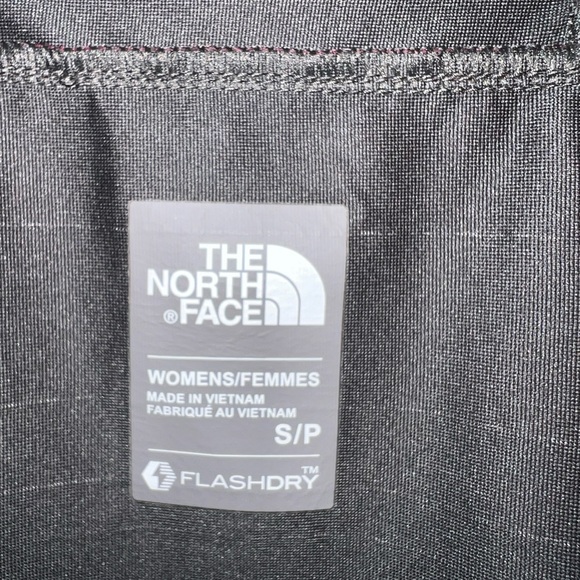 THE
NORTH
®FACE
WOMENS/FEMMES
MADE IN VIETNAM
FABRIQUÉ AU VIETNAM
S/P
FLASHDRY™